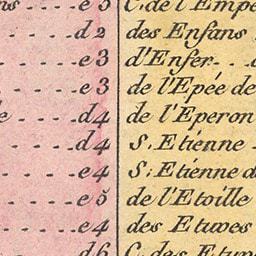 e3 C. de l'Empe
d2 des Enfans
e3 d'Enfer
e3 de l'Epée de
d4 de l'Eperon
d4 S. Etienne
e4 S. Etienne d
e5 de l'Etoille
e4 des Etuves
d6 C. des Etuve